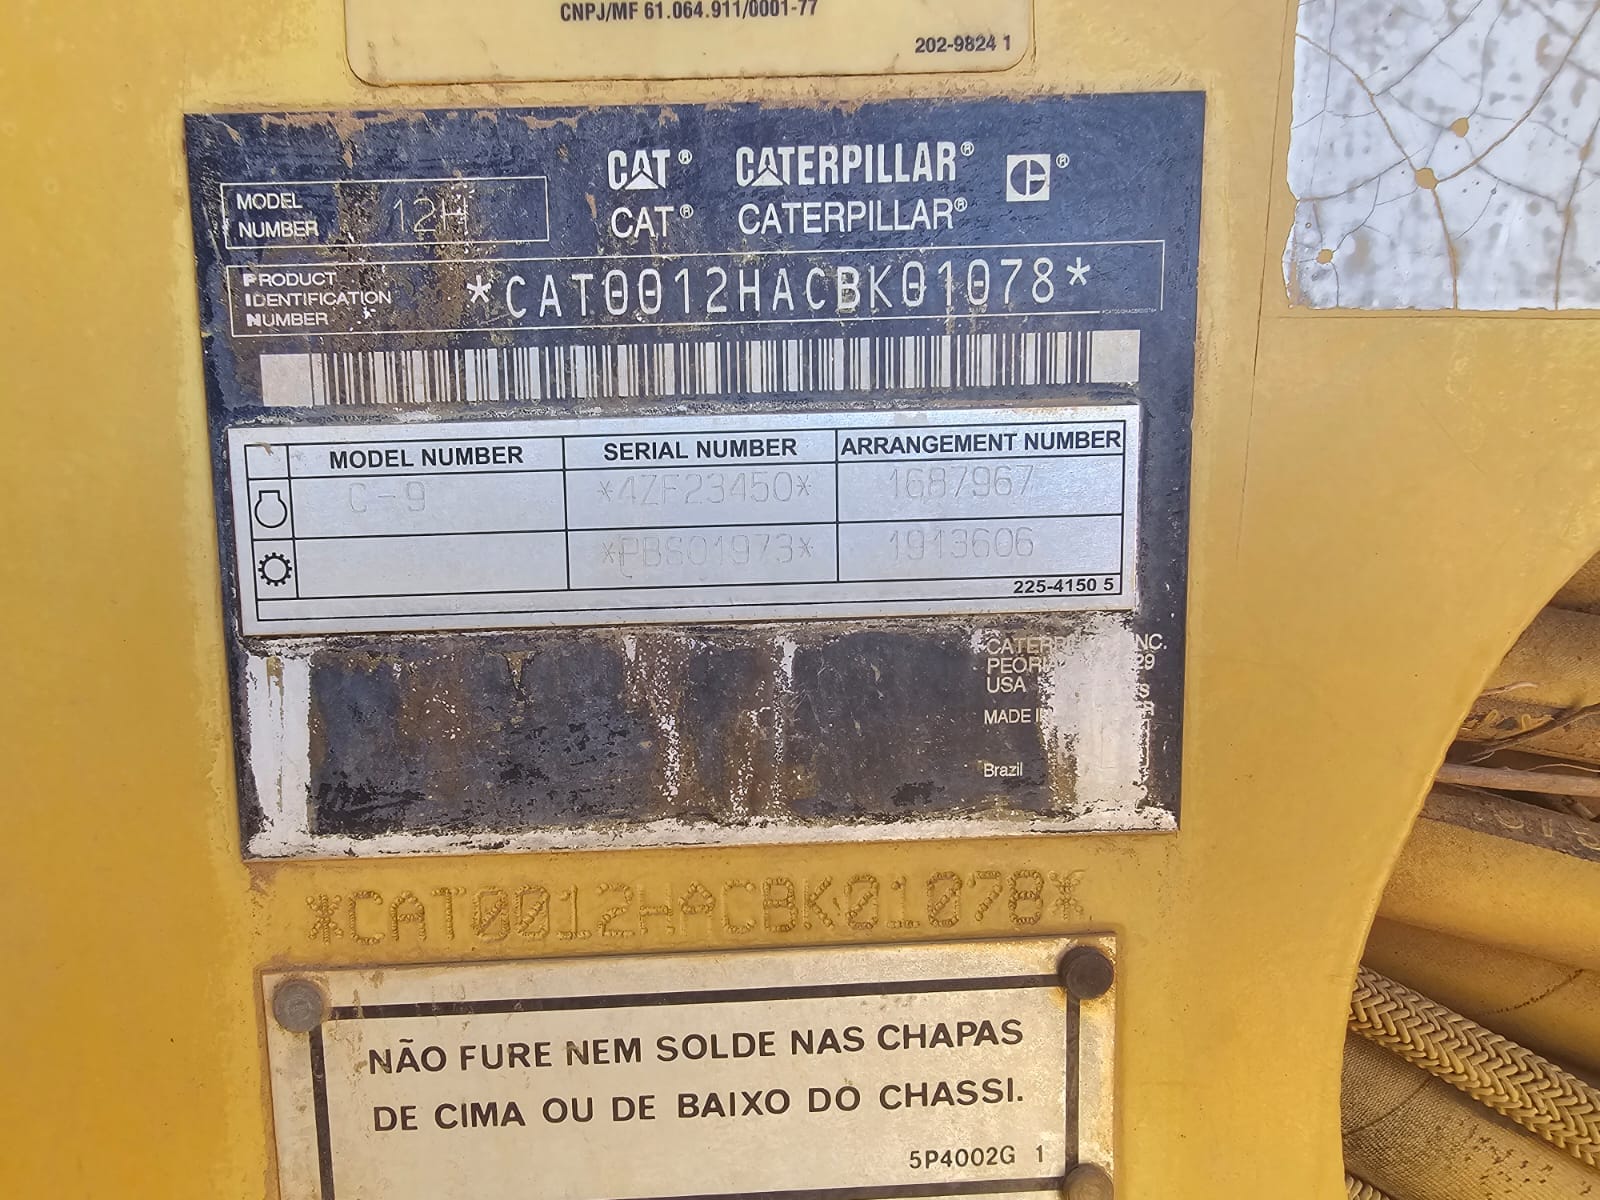 CNPJ/MF 61.064.911/0001-77
202-9824 1
CAT® CATERPILLAR® ®
CAT® CATERPILLAR®
MODEL
NUMBER 12H
PRODUCT
IDENTIFICATION
NUMBER
*CAT0012HACBK01078*
MODEL NUMBER SERIAL NUMBER ARRANGEMENT NUMBER
C-9 *4ZF23450* 1687967
*PBS01973* 1913606
225-4150 5
PEORIA
USA
MADE
Brazil
*CAT0012HACBK01078*
NÃO FURE NEM SOLDE NAS CHAPAS
DE CIMA OU DE BAIXO DO CHASSI.
5P4002G 1